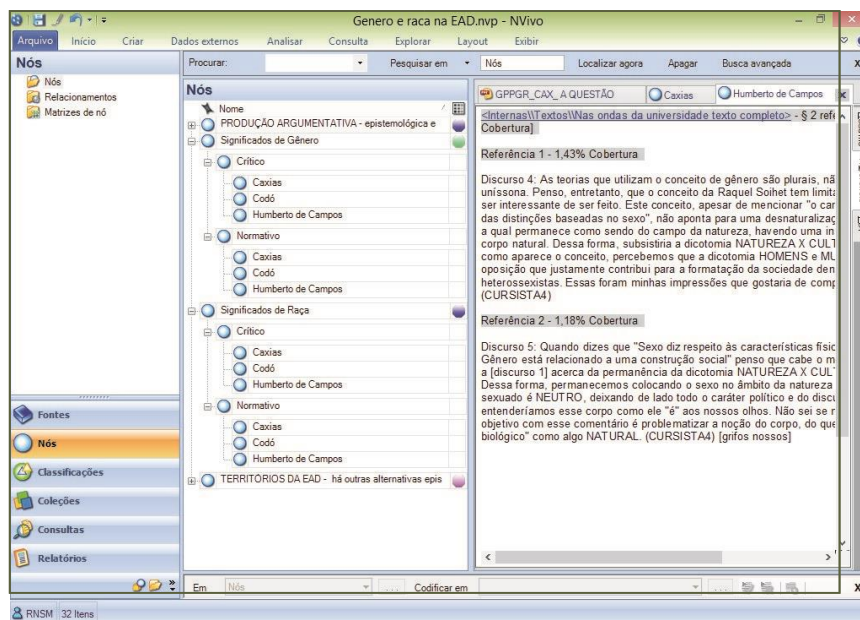 Genero e raca na EAD.nvp - NVivo
Arquivo Início Criar Dados externos Analisar Consulta Explorar Layout Exibir
Nós
Nós
Relacionamentos
Matrizes de nó
Fontes
Nós
Classificações
Coleções
Consultas
Relatórios
Procurar: Pesquisar em Nós Localizar agora Apagar Busca avançada x
Nós
Nome
PRODUÇÃO ARGUMENTATIVA - epistemológica e
Significados de Gênero
Crítico
Caxias
Codó
Humberto de Campos
Normativo
Caxias
Codó
Humberto de Campos
Significados de Raça
Crítico
Caxias
Codó
Humberto de Campos
Normativo
Caxias
Codó
Humberto de Campos
TERRITORIOS DA EAD - há outras alternativas epis
GPPGR_CAX_ A QUESTÃO Caxias Humberto de Campos
<Internas\\Textos\\Nas ondas da universidade texto completo> - § 2 refe
Cobertura]
Referência 1 - 1,43% Cobertura
Discurso 4: As teorias que utilizam o conceito de gênero são plurais, nã
uníssona. Penso, entretanto, que o conceito da Raquel Soihet tem limita
ser interessante de ser feito. Este conceito, apesar de mencionar "o car
das distinções baseadas no sexo", não aponta para uma desnaturalizaç
a qual permanece como sendo do campo da natureza, havendo uma in
corpo natural. Dessa forma, subsistiria a dicotomia NATUREZA X CULT
como aparece o conceito, percebemos que a dicotomia HOMENS e MU
oposição que justamente contribui para a formatação da sociedade den
heterossexistas. Essas foram minhas impressões que gostaria de comp
(CURSISTA4)
Referência 2 - 1,18% Cobertura
Discurso 5: Quando dizes que "Sexo diz respeito às características físic
Gênero está relacionado a uma construção social" penso que cabe o m
a [discurso 1] acerca da permanência da dicotomia NATUREZA X CUL
Dessa forma, permanecemos colocando o sexo no âmbito da natureza
sexuado é NEUTRO, deixando de lado todo o caráter político e do discu
entenderíamos esse corpo como ele "é" aos nossos olhos. Não sei se m
objetivo com esse comentário é problematizar a noção do corpo, do que
biológico" como algo NATURAL. (CURSISTA4) [grifos nossos]
Em Nós ... Codificar em ... x
RNSM 32 Itens